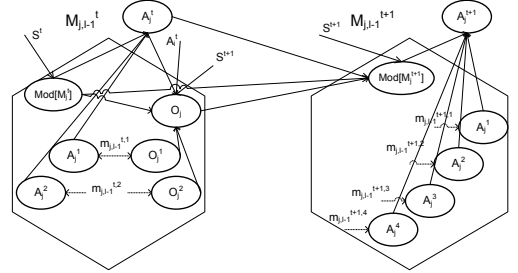 A_j^t
M_{j,l-1}^t
M_{j,l-1}^{t+1}
A_j^{t+1}
S^t
A_i^t
S^{t+1}
S^{t+1}
Mod[M_j^t]
Mod[M_j^{t+1}]
O_j
m_{j,l-1}^{t+1,1}
A_j^1
A_j^1
m_{j,l-1}^{t,1}
O_j^1
m_{j,l-1}^{t+1,2}
A_j^2
A_j^2
m_{j,l-1}^{t,2}
O_j^2
m_{j,l-1}^{t+1,3}
A_j^3
m_{j,l-1}^{t+1,4}
A_j^4